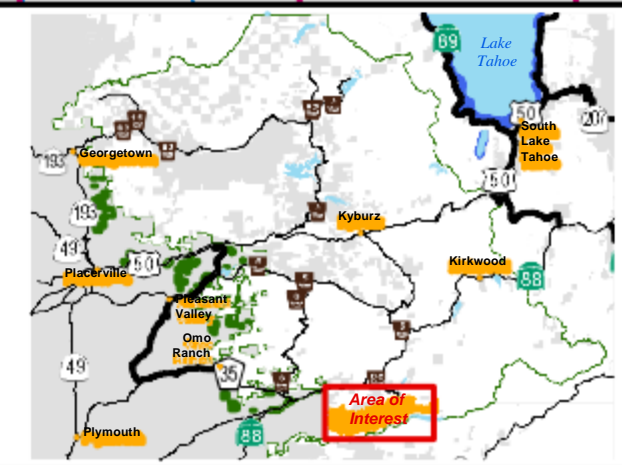 89
Lake
Tahoe
50
207
South
Lake
Tahoe
Georgetown
193
50
193
Kyburz
49
50
Kirkwood
88
Placerville
Pleasant
Valley
Omo
Ranch
49
35
Area of
Interest
Plymouth
88